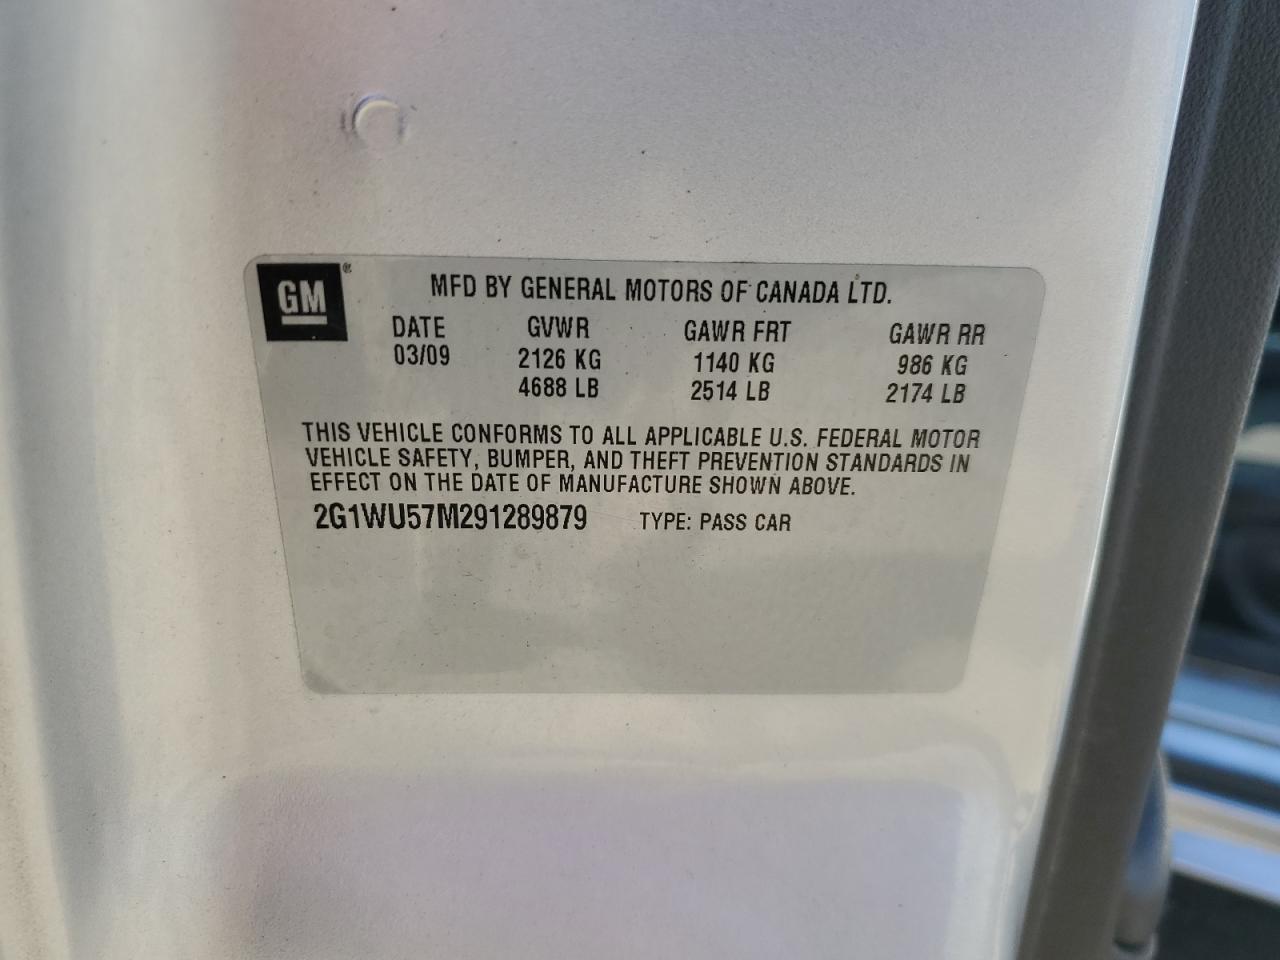 GM®
MFD BY GENERAL MOTORS OF CANADA LTD.
DATE GVWR GAWR FRT GAWR RR
03/09 2126 KG 1140 KG 986 KG
4688 LB 2514 LB 2174 LB
THIS VEHICLE CONFORMS TO ALL APPLICABLE U.S. FEDERAL MOTOR
VEHICLE SAFETY, BUMPER, AND THEFT PREVENTION STANDARDS IN
EFFECT ON THE DATE OF MANUFACTURE SHOWN ABOVE.
2G1WU57M291289879 TYPE: PASS CAR